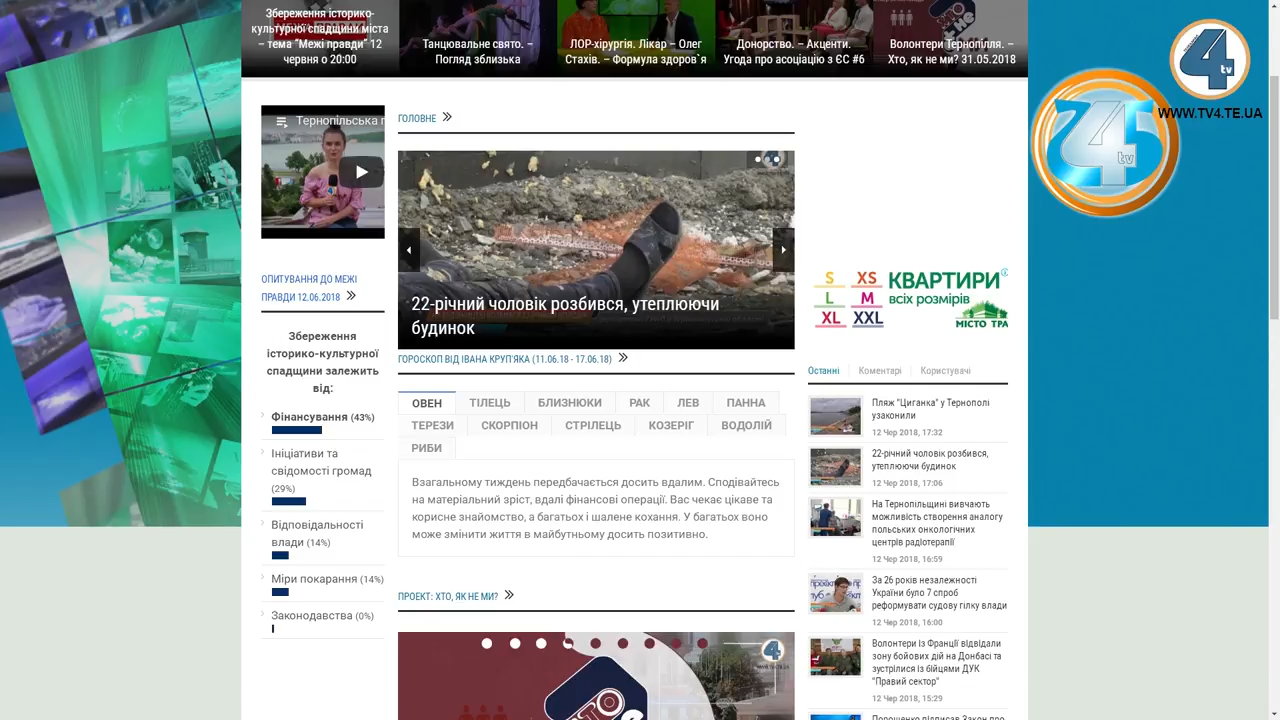 Збереження історико-
культурної спадщини міста
– тема "Межі правди" 12
червня о 20:00
Танцювальне свято. –
Погляд зблизька
ЛОР-хірургія. Лікар – Олег
Стахів. – Формула здоров`я
Донорство. – Акценти.
Угода про асоціацію з ЄС #6
Волонтери Тернопілля. –
Хто, як не ми? 31.05.2018
4 tv
WWW.TV4.TE.UA
4 tv
Тернопільська п
ОПИТУВАННЯ ДО МЕЖІ
ПРАВДИ 12.06.2018
Збереження
історико-культурної
спадщини залежить
від:
Фінансування (43%)
Ініціативи та
свідомості громад
(29%)
Відповідальності
влади (14%)
Міри покарання (14%)
Законодавства (0%)
ГОЛОВНЕ
22-річний чоловік розбився, утеплюючи
будинок
ГОРОСКОП ВІД ІВАНА КРУП'ЯКА (11.06.18 - 17.06.18)
ОВЕН ТІЛЕЦЬ БЛИЗНЮКИ РАК ЛЕВ ПАННА
ТЕРЕЗИ СКОРПІОН СТРІЛЕЦЬ КОЗЕРІГ ВОДОЛІЙ
РИБИ
Взагальному тиждень передбачається досить вдалим. Сподівайтесь
на матеріальний зріст, вдалі фінансові операції. Вас чекає цікаве та
корисне знайомство, а багатьох і шалене кохання. У багатьох воно
може змінити життя в майбутньому досить позитивно.
ПРОЕКТ: ХТО, ЯК НЕ МИ?
4
S XS
L M
XL XXL
КВАРТИРИ
всіх розмірів
МІСТО ТРА
Останні Коментарі Користувачі
Пляж "Циганка" у Тернополі
узаконили
12 Чер 2018, 17:32
22-річний чоловік розбився,
утеплюючи будинок
12 Чер 2018, 17:06
На Тернопільщині вивчають
можливість створення аналогу
польських онкологічних
центрів радіотерапії
12 Чер 2018, 16:59
За 26 років незалежності
України було 7 спроб
реформувати судову гілку влади
12 Чер 2018, 16:00
Волонтери із Франції відвідали
зону бойових дій на Донбасі та
зустрілися із бійцями ДУК
"Правий сектор"
12 Чер 2018, 15:29
Порошенко підписав Закон про